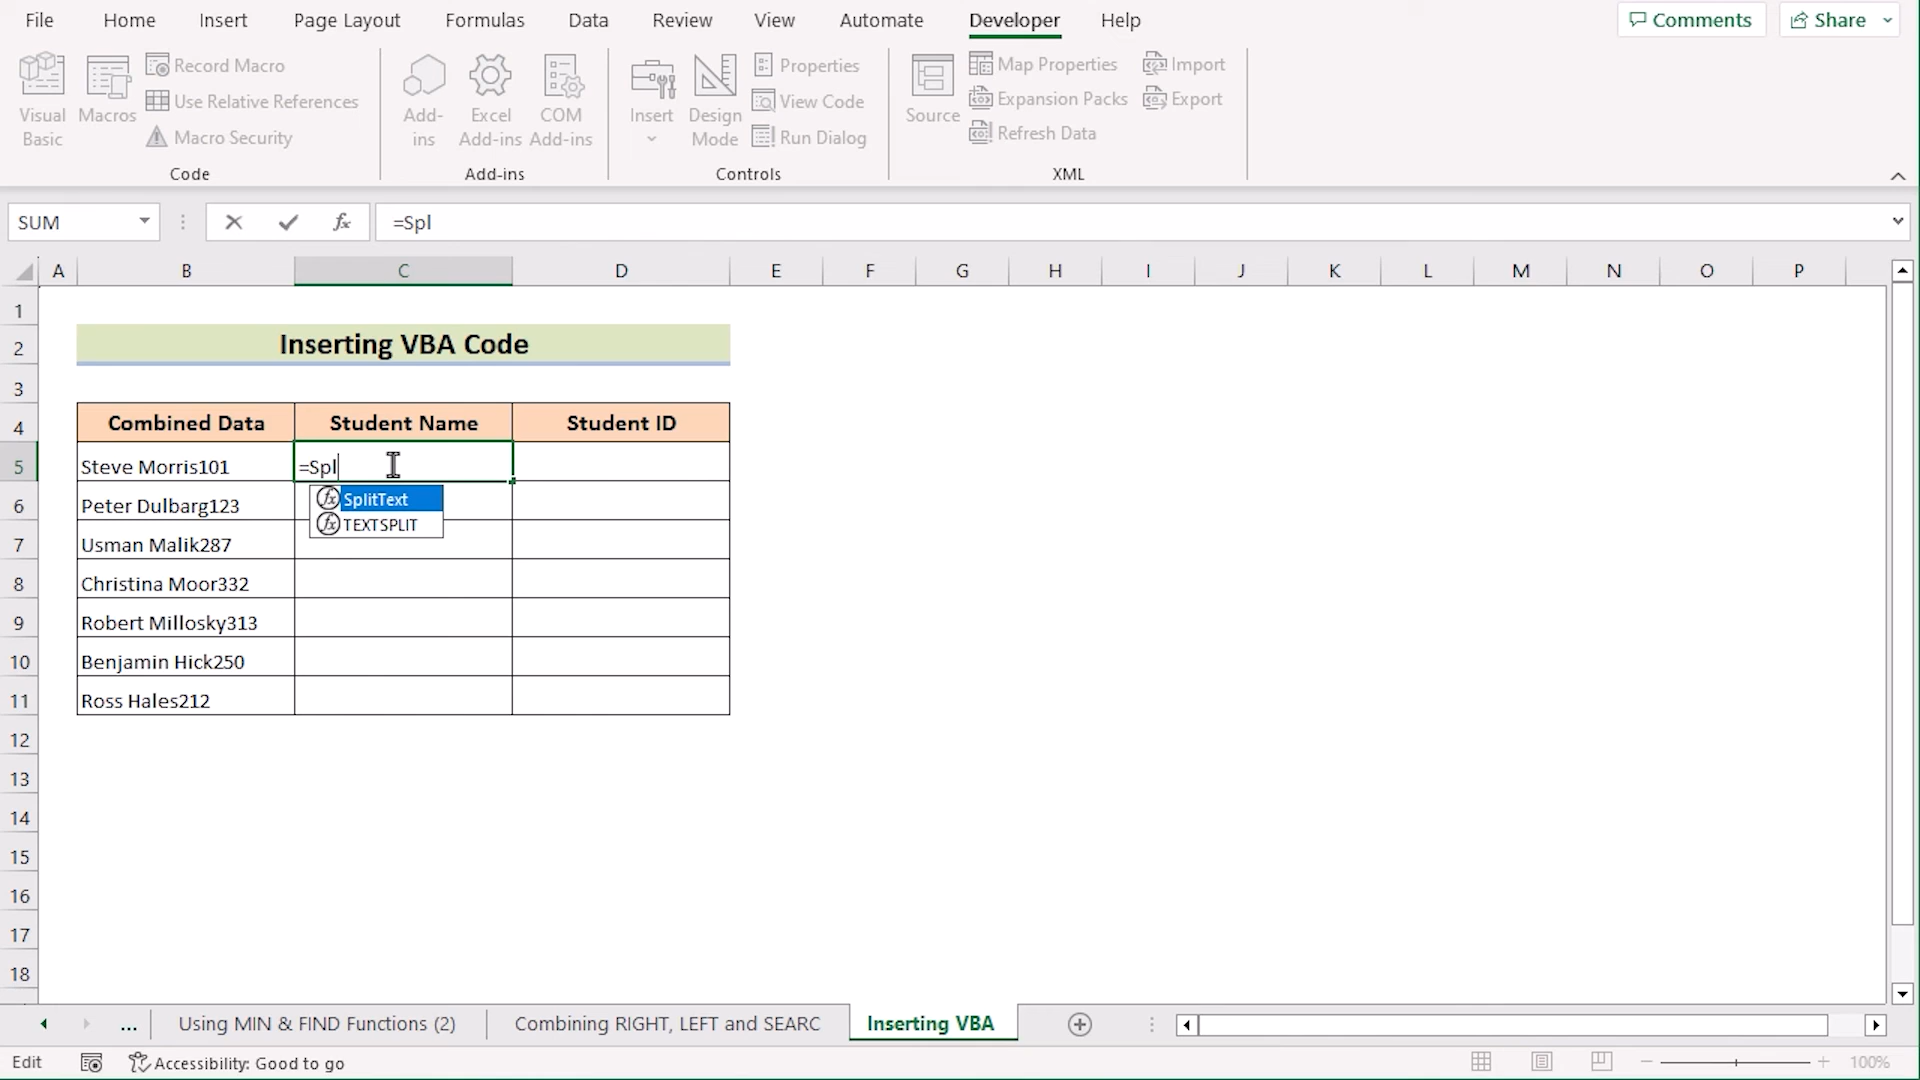 File Home Insert Page Layout Formulas Data Review View Automate Developer Help Comments Share
Visual Basic
Macros
Record Macro
Use Relative References
Macro Security
Code
Add-ins
Excel Add-ins
COM Add-ins
Add-ins
Insert
Design Mode
Properties
View Code
Run Dialog
Controls
Source
Map Properties
Expansion Packs
Refresh Data
Import
Export
XML
SUM fx =Spl
A B C D E F G H I J K L M N O P
1
2 Inserting VBA Code
3
4 Combined Data Student Name Student ID
5 Steve Morris101 =Spl
fx SplitText
fx TEXTSPLIT
6 Peter Dulbarg123
7 Usman Malik287
8 Christina Moor332
9 Robert Millosky313
10 Benjamin Hick250
11 Ross Hales212
12
13
14
15
16
17
18
... Using MIN & FIND Functions (2) Combining RIGHT, LEFT and SEARC Inserting VBA
Edit Accessibility: Good to go 100%